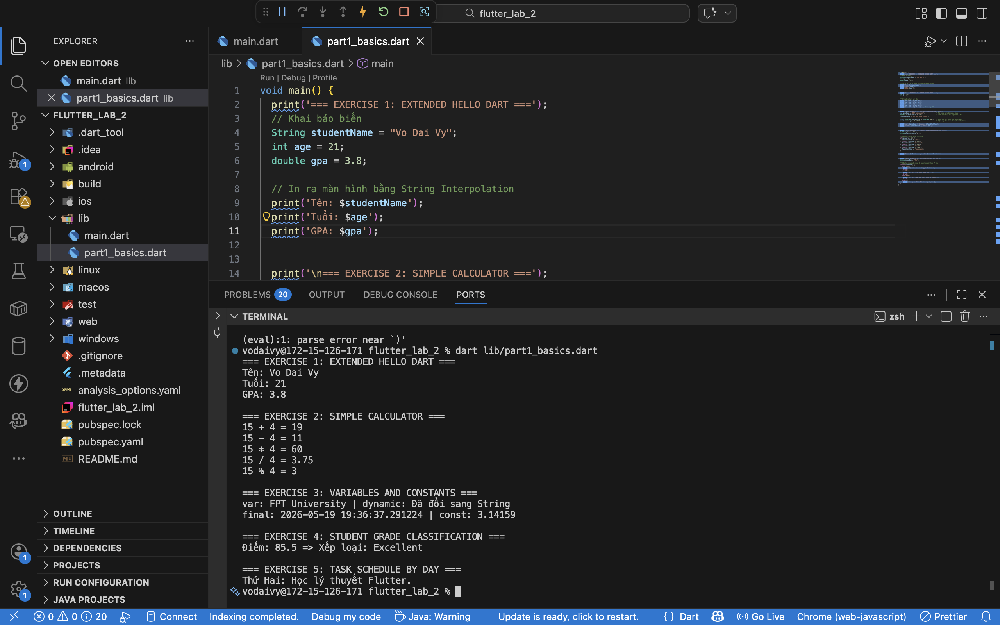 flutter_lab_2
EXPLORER
OPEN EDITORS
main.dart lib
part1_basics.dart lib
FLUTTER_LAB_2
.dart_tool
.idea
android
build
ios
lib
main.dart
part1_basics.dart
linux
macos
test
web
windows
.gitignore
.metadata
analysis_options.yaml
flutter_lab_2.iml
pubspec.lock
pubspec.yaml
README.md
OUTLINE
TIMELINE
DEPENDENCIES
PROJECTS
RUN CONFIGURATION
JAVA PROJECTS
1
1
1
main.dart
part1_basics.dart
lib > part1_basics.dart > main
Run | Debug | Profile
1 void main() {
2 print('=== EXERCISE 1: EXTENDED HELLO DART ===');
3 // Khai báo biến
4 String studentName = "Vo Dai Vy";
5 int age = 21;
6 double gpa = 3.8;
7
8 // In ra màn hình bằng String Interpolation
9 print('Tên: $studentName');
10 print('Tuổi: $age');
11 print('GPA: $gpa');
12
13
14 print('\n=== EXERCISE 2: SIMPLE CALCULATOR ===');
PROBLEMS 20 OUTPUT DEBUG CONSOLE PORTS
TERMINAL
zsh
(eval):1: parse error near `)'
vodaivy@172-15-126-171 flutter_lab_2 % dart lib/part1_basics.dart
=== EXERCISE 1: EXTENDED HELLO DART ===
Tên: Vo Dai Vy
Tuổi: 21
GPA: 3.8
=== EXERCISE 2: SIMPLE CALCULATOR ===
15 + 4 = 19
15 - 4 = 11
15 * 4 = 60
15 / 4 = 3.75
15 % 4 = 3
=== EXERCISE 3: VARIABLES AND CONSTANTS ===
var: FPT University | dynamic: Đã đổi sang String
final: 2026-05-19 19:36:37.291224 | const: 3.14159
=== EXERCISE 4: STUDENT GRADE CLASSIFICATION ===
Điểm: 85.5 => Xếp loại: Excellent
=== EXERCISE 5: TASK SCHEDULE BY DAY ===
Thứ Hai: Học lý thuyết Flutter.
vodaivy@172-15-126-171 flutter_lab_2 %
0 0 20 Connect Indexing completed. Debug my code Java: Warning Update is ready, click to restart. { } Dart Go Live Chrome (web-javascript) Prettier